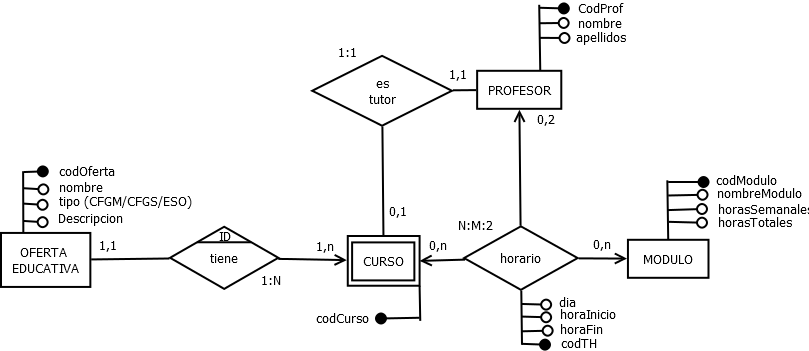 CodProf
nombre
apellidos
1:1
es
tutor
1,1
PROFESOR
0,2
codOferta
nombre
tipo (CFGM/CFGS/ESO)
Descripcion
codModulo
nombreModulo
horasSemanales
horasTotales
0,1
N:M:2
OFERTA
EDUCATIVA
1,1
ID
tiene
1:N
1,n
CURSO
0,n
horario
0,n
MODULO
codCurso
dia
horaInicio
horaFin
codTH